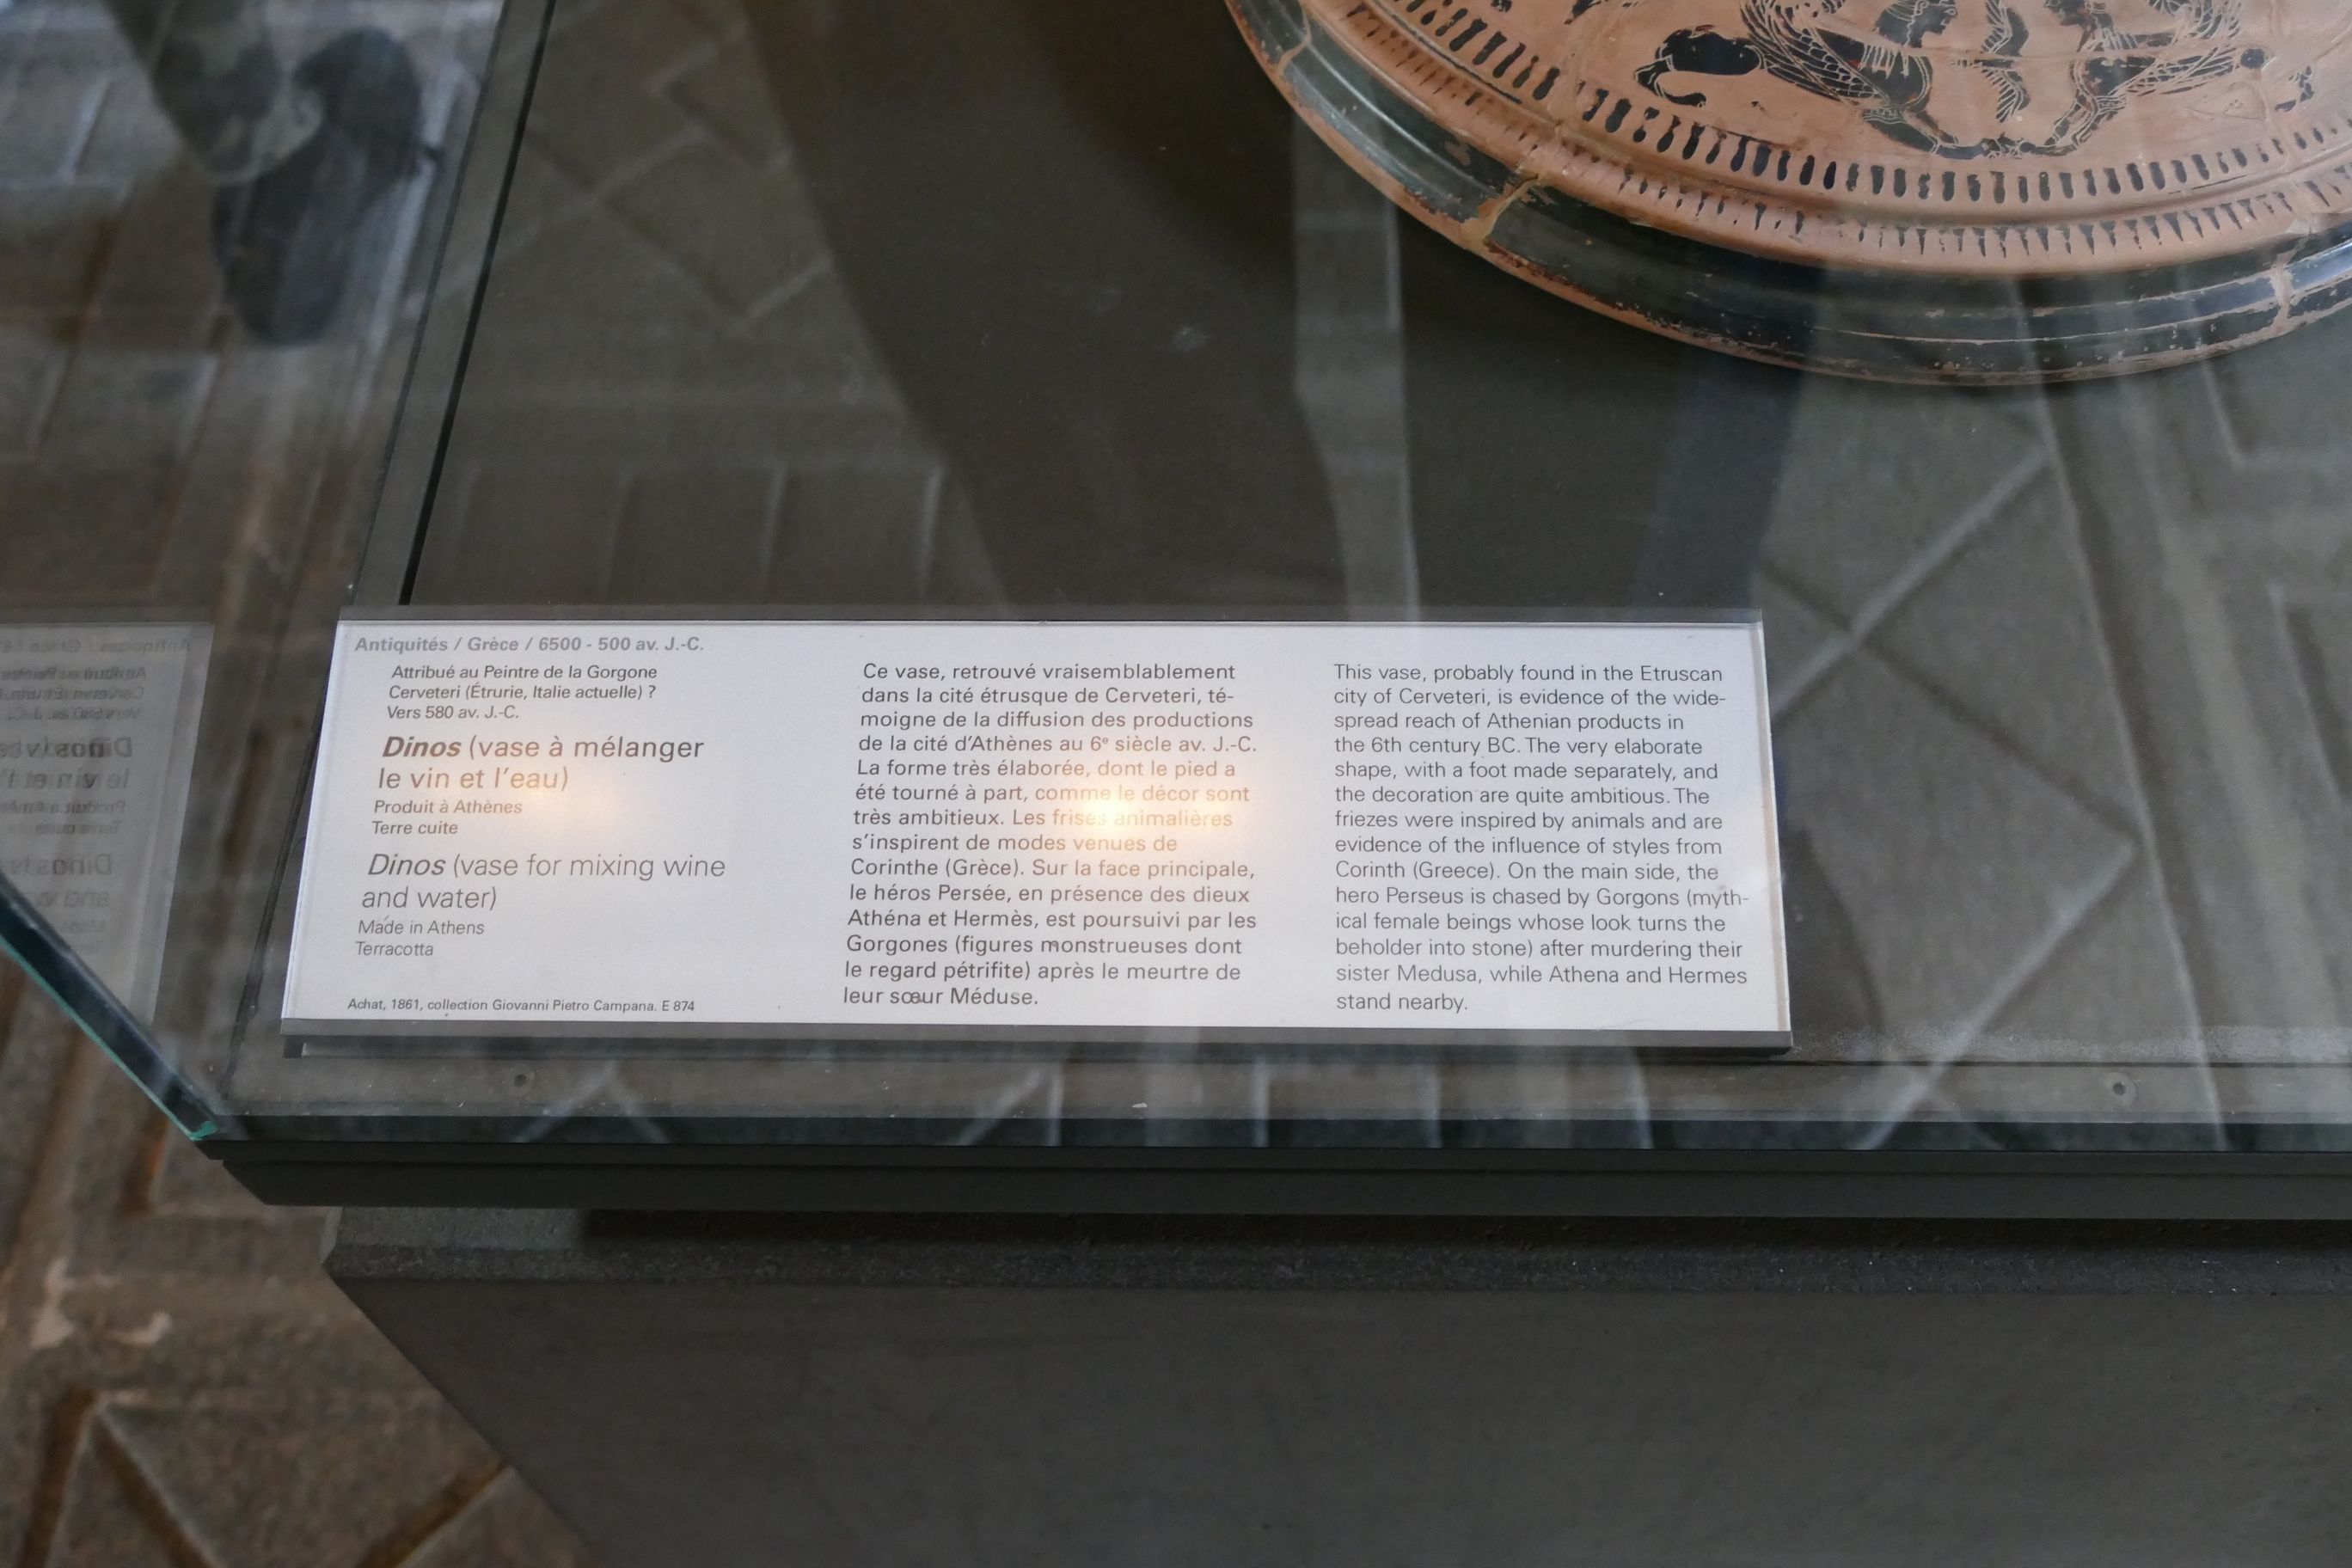 Antiquités / Grèce / 6500 - 500 av. J.-C.
Attribué au Peintre de la Gorgone
Cerveteri (Étrurie, Italie actuelle) ?
Vers 580 av. J.-C.
Dinos (vase à mélanger
le vin et l'eau)
Produit à Athènes
Terre cuite
Dinos (vase for mixing wine
and water)
Made in Athens
Terracotta
Achat, 1861, collection Giovanni Pietro Campana. E 874
Ce vase, retrouvé vraisemblablement
dans la cité étrusque de Cerveteri, té-
moigne de la diffusion des productions
de la cité d'Athènes au 6e siècle av. J.-C.
La forme très élaborée, dont le pied a
été tourné à part, comme le décor sont
très ambitieux. Les frises animalières
s'inspirent de modes venues de
Corinthe (Grèce). Sur la face principale,
le héros Persée, en présence des dieux
Athéna et Hermès, est poursuivi par les
Gorgones (figures monstrueuses dont
le regard pétrifite) après le meurtre de
leur sœur Méduse.
This vase, probably found in the Etruscan
city of Cerveteri, is evidence of the wide-
spread reach of Athenian products in
the 6th century BC. The very elaborate
shape, with a foot made separately, and
the decoration are quite ambitious. The
friezes were inspired by animals and are
evidence of the influence of styles from
Corinth (Greece). On the main side, the
hero Perseus is chased by Gorgons (myth-
ical female beings whose look turns the
beholder into stone) after murdering their
sister Medusa, while Athena and Hermes
stand nearby.